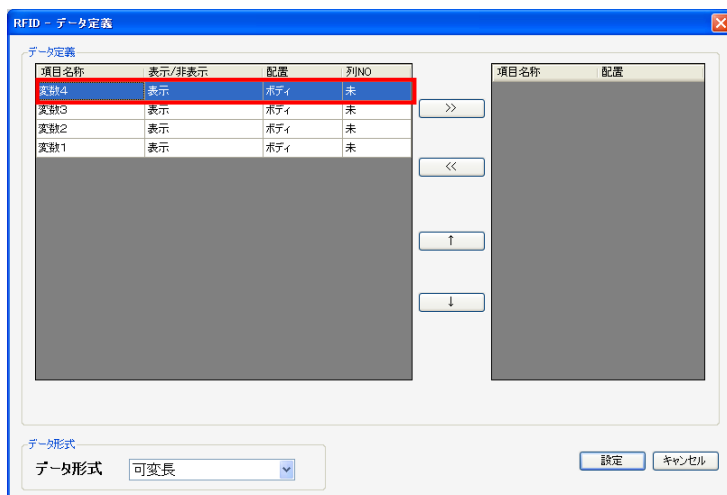 RFID - データ定義
データ定義
項目名称 表示/非表示 配置 列NO
変数4 表示 ボディ 未
変数3 表示 ボディ 未
変数2 表示 ボディ 未
変数1 表示 ボディ 未
>>
<<
↑
↓
項目名称 配置
データ形式
データ形式 可変長
設定 キャンセル